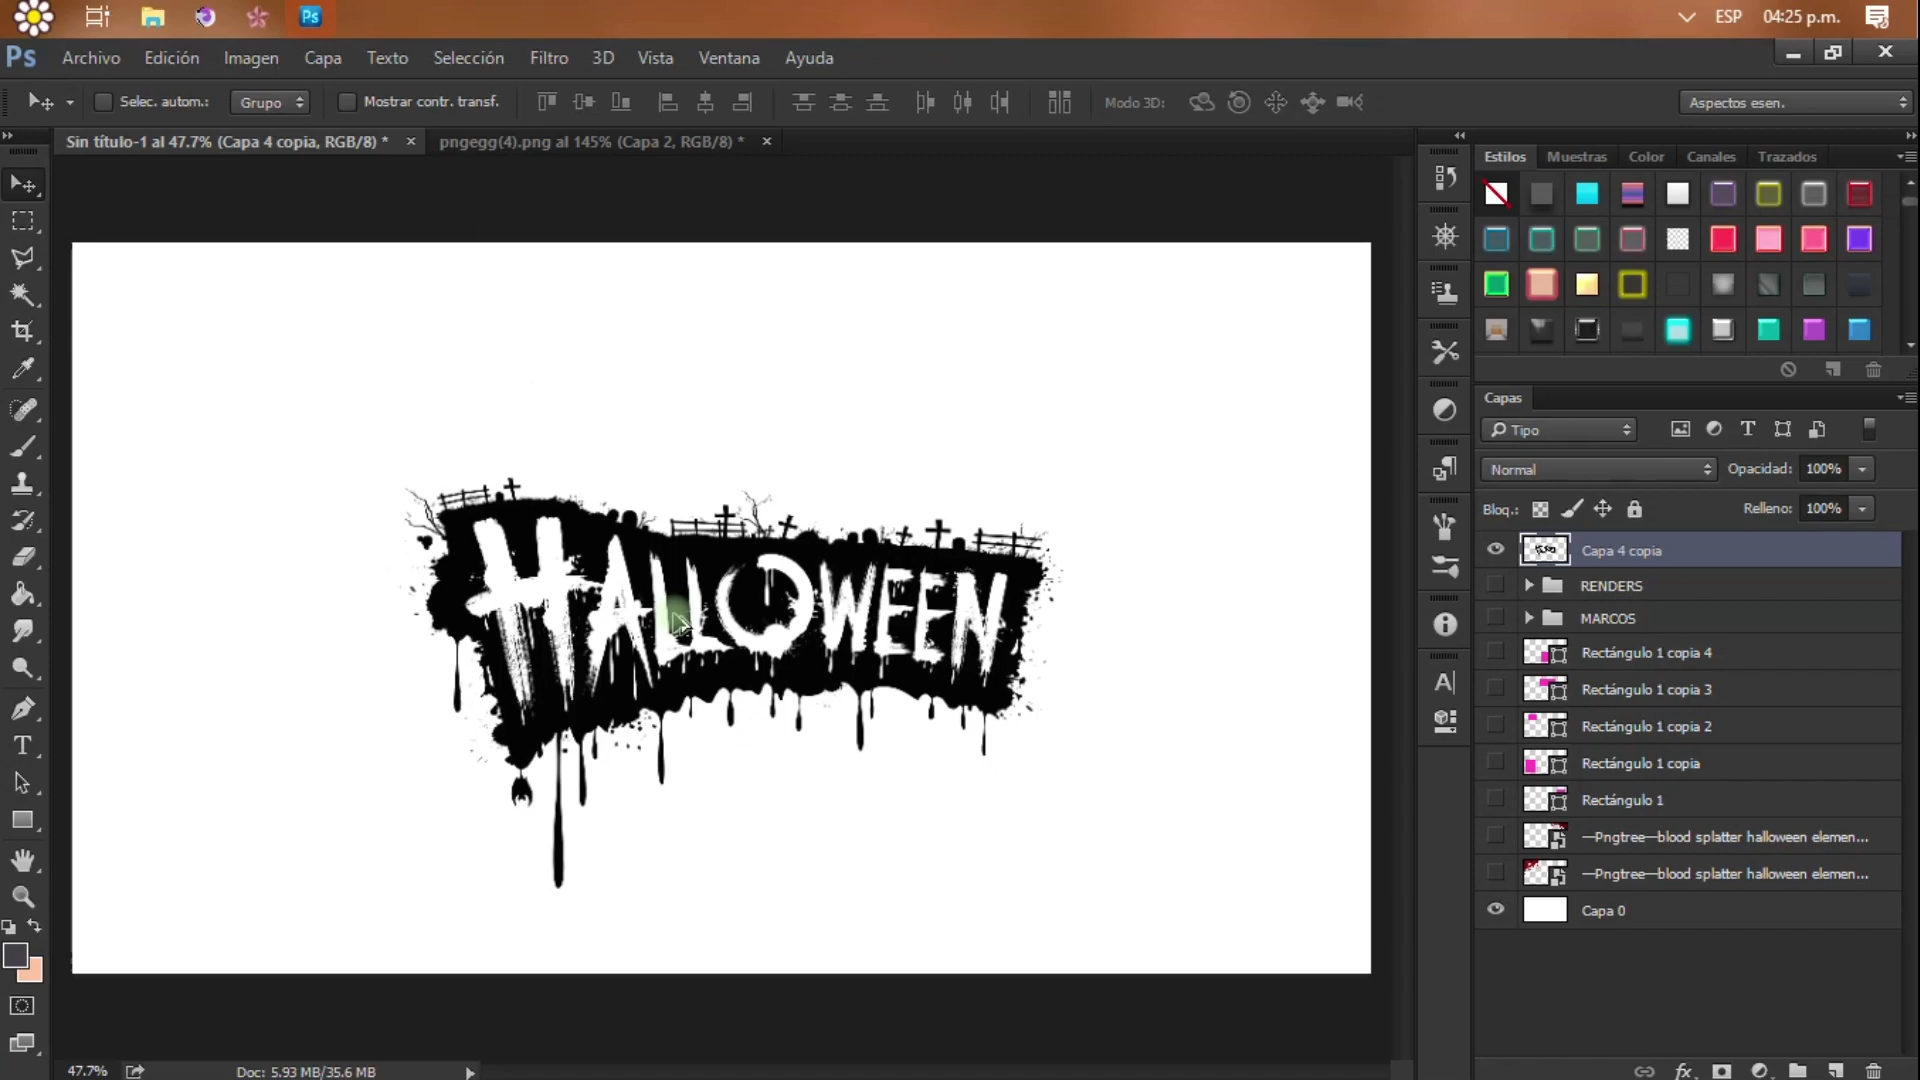 Ps
ESP 04:25 p.m.
Ps Archivo Edición Imagen Capa Texto Selección Filtro 3D Vista Ventana Ayuda
Selec. autom.: Grupo Mostrar contr. transf. Modo 3D: Aspectos esen.
Sin título-1 al 47.7% (Capa 4 copia, RGB/8) * × pngegg(4).png al 145% (Capa 2, RGB/8) * ×
Estilos Muestras Color Canales Trazados
Capas
Tipo
Normal Opacidad: 100%
Bloq.: Relleno: 100%
Capa 4 copia
RENDERS
MARCOS
Rectángulo 1 copia 4
Rectángulo 1 copia 3
Rectángulo 1 copia 2
Rectángulo 1 copia
Rectángulo 1
—Pngtree—blood splatter halloween elemen...
—Pngtree—blood splatter halloween elemen...
Capa 0
HALLOWEEN
47.7% Doc: 5.93 MB/35.6 MB